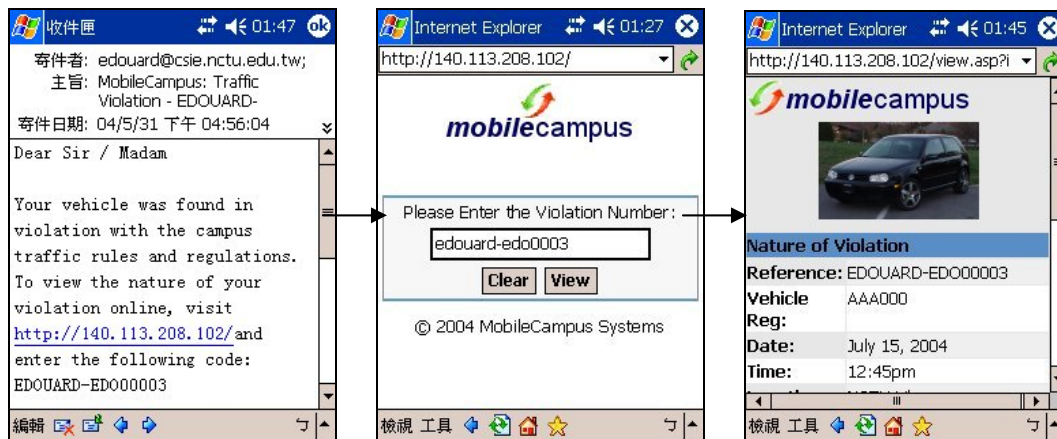 收件匣 01:47 ok
寄件者: edouard@csie.nctu.edu.tw;
主旨: MobileCampus: Traffic
Violation - EDOUARD-
寄件日期: 04/5/31 下午 04:56:04
Dear Sir / Madam
Your vehicle was found in
violation with the campus
traffic rules and regulations.
To view the nature of your
violation online, visit
http://140.113.208.102/and
enter the following code:
EDOUARD-EDO00003
編輯 ㄅ
Internet Explorer 01:27
http://140.113.208.102/
mobilecampus
Please Enter the Violation Number:
edouard-edo0003
Clear View
© 2004 MobileCampus Systems
檢視 工具 ㄅ
Internet Explorer 01:45
http://140.113.208.102/view.asp?i
mobilecampus
Nature of Violation
Reference: EDOUARD-EDO00003
Vehicle AAA000
Reg:
Date: July 15, 2004
Time: 12:45pm
檢視 工具 ㄅ